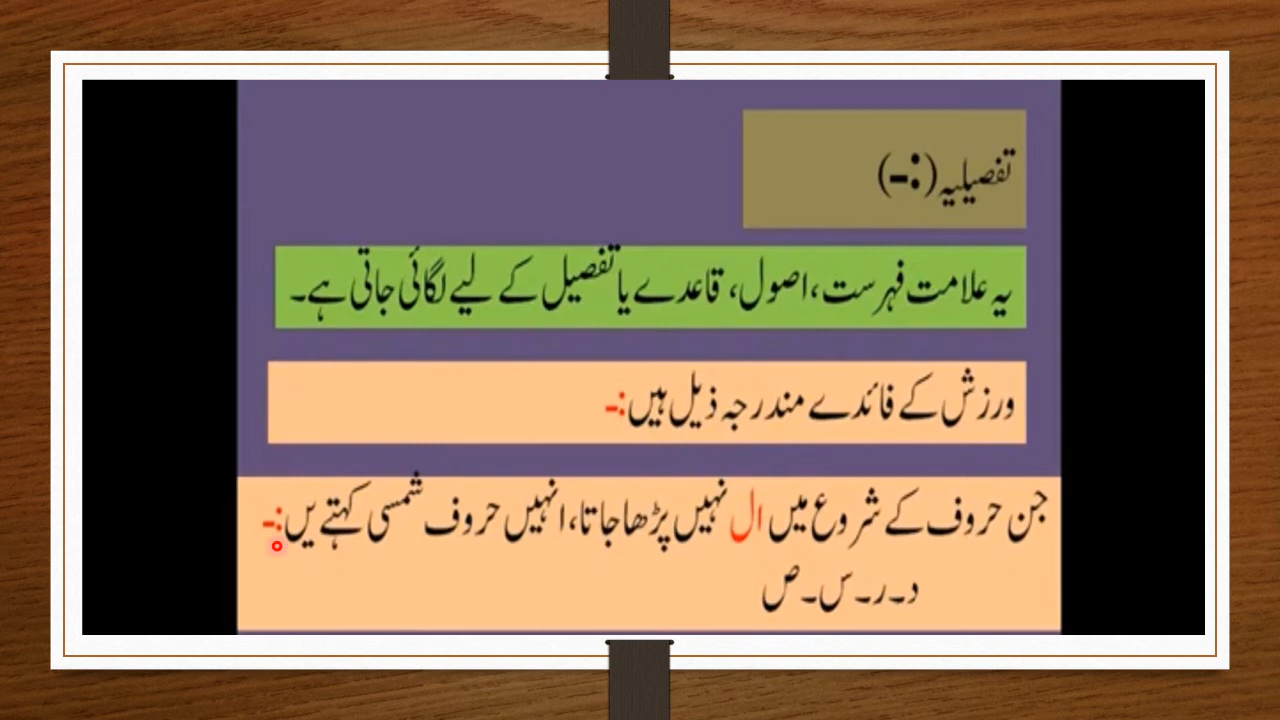 تفصیلیہ (:-)
یہ علامت فہرست، اصول، قاعدے یا تفصیل کے لیے لگائی جاتی ہے۔
ورزش کے فائدے مندرجہ ذیل ہیں:-
جن حروف کے شروع میں ال نہیں پڑھا جاتا، انہیں حروف شمسی کہتے یں:-
د۔ر۔س۔ص